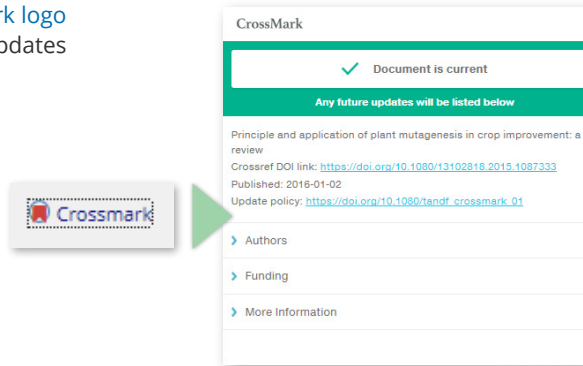 rk logo
pdates
CrossMark
Document is current
Any future updates will be listed below
Principle and application of plant mutagenesis in crop improvement: a
review
Crossref DOI link: https://doi.org/10.1080/13102818.2015.1087333
Published: 2016-01-02
Update policy: https://doi.org/10.1080/tandf_crossmark_01
Crossmark
Authors
Funding
More Information